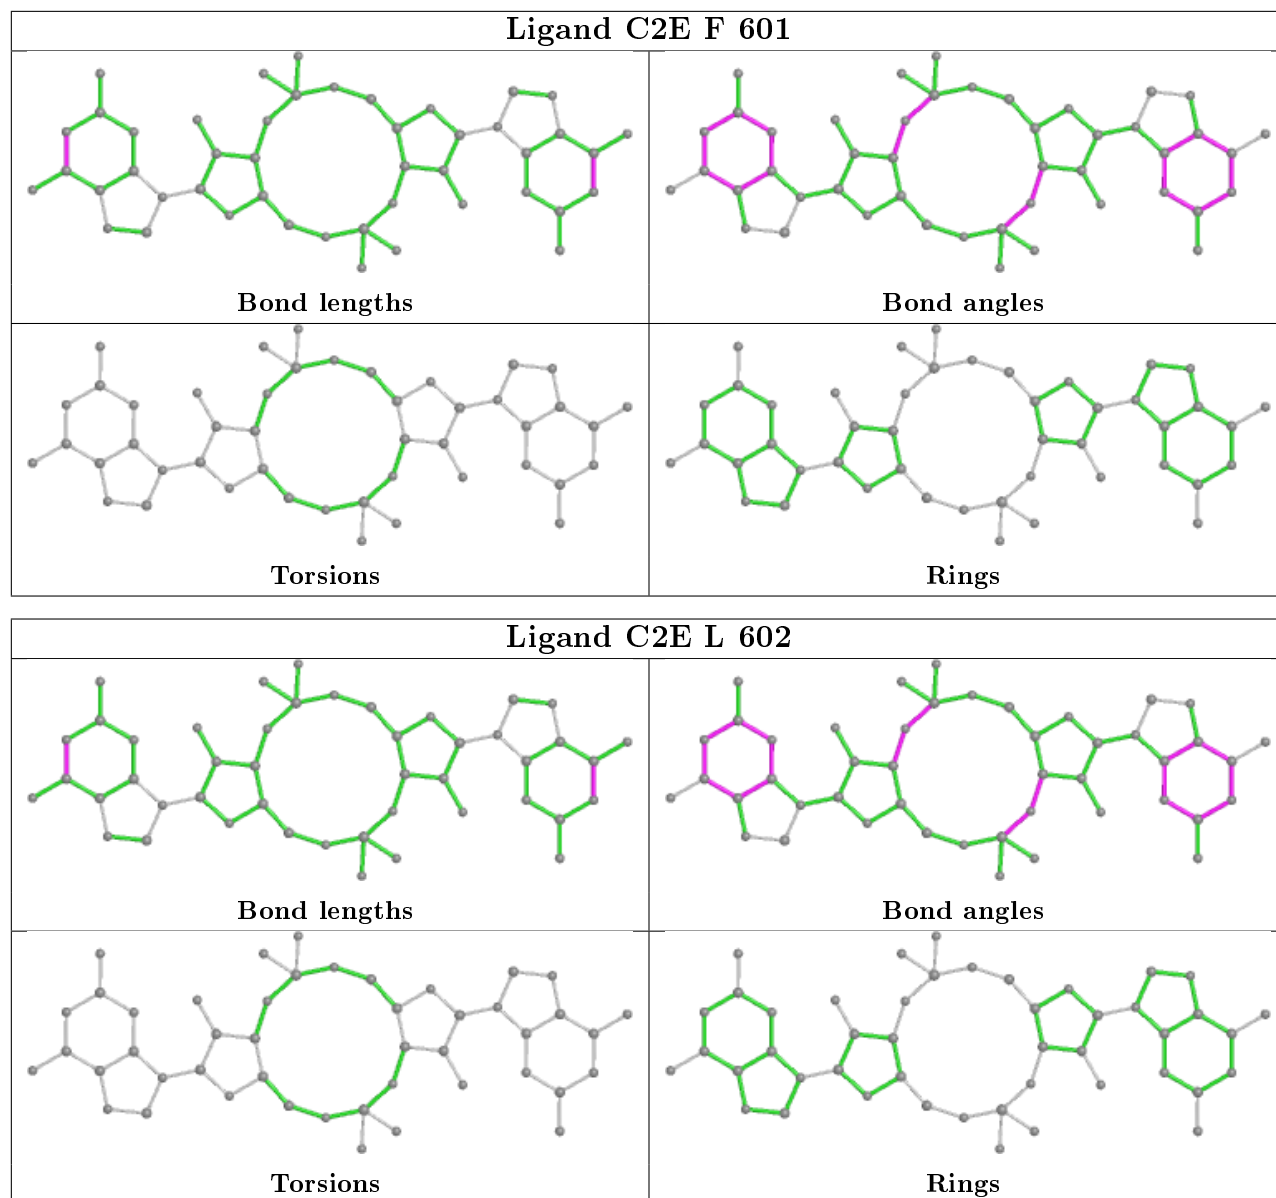 Ligand C2E F 601
Bond lengths
Bond angles
Torsions
Rings
Ligand C2E L 602
Bond lengths
Bond angles
Torsions
Rings